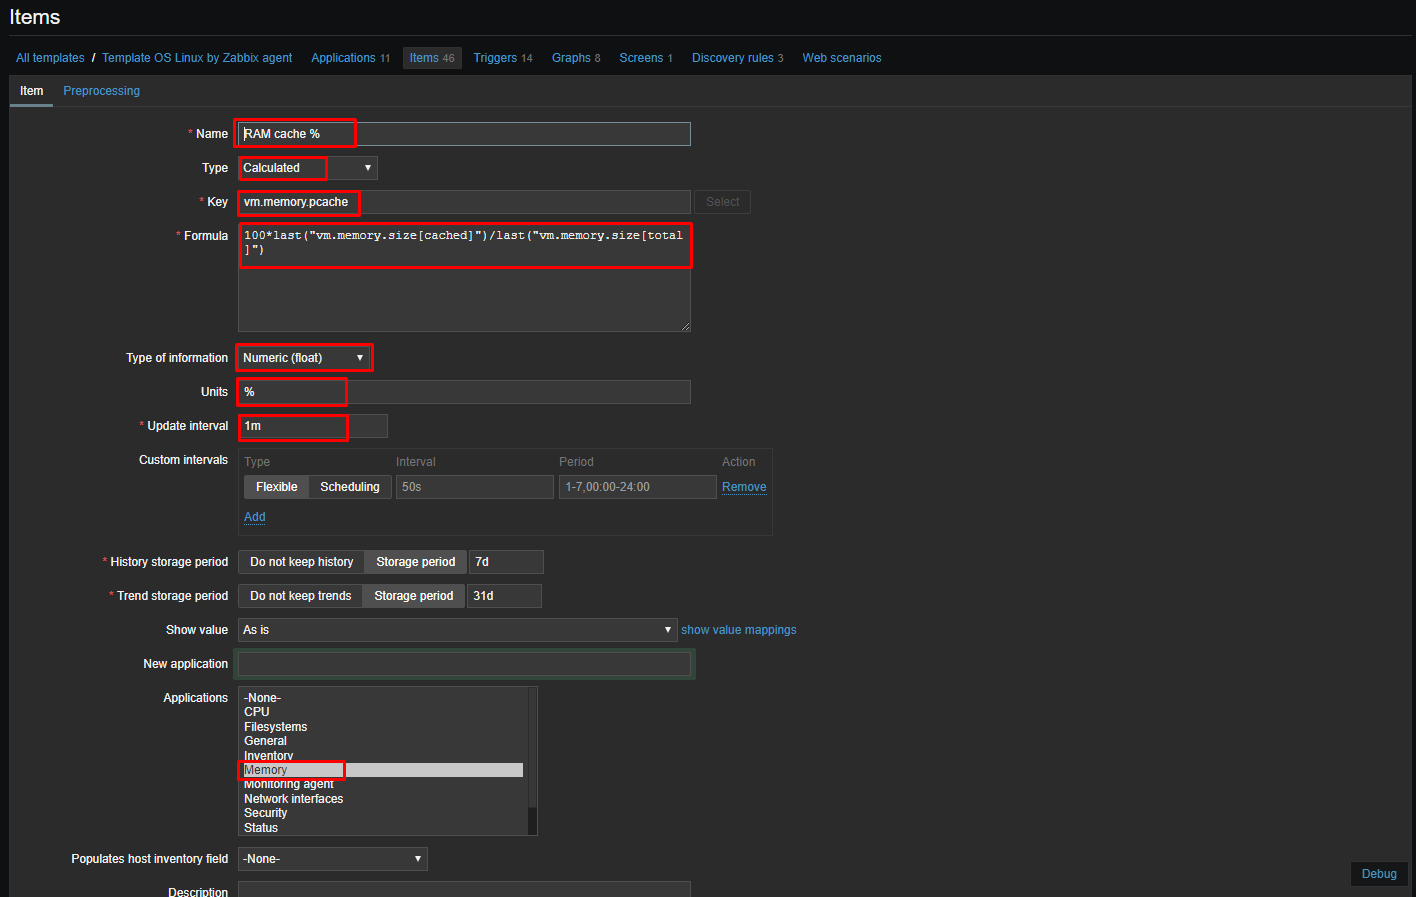 Items
All templates / Template OS Linux by Zabbix agent Applications 11 Items 46 Triggers 14 Graphs 8 Screens 1 Discovery rules 3 Web scenarios
Item Preprocessing
* Name RAM cache %
Type Calculated
* Key vm.memory.pcache Select
* Formula 100*last("vm.memory.size[cached]")/last("vm.memory.size[total
]")
Type of information Numeric (float)
Units %
* Update interval 1m
Custom intervals Type Interval Period Action
Flexible Scheduling 50s 1-7,00:00-24:00 Remove
Add
* History storage period Do not keep history Storage period 7d
* Trend storage period Do not keep trends Storage period 31d
Show value As is show value mappings
New application
Applications -None-
CPU
Filesystems
General
Inventory
Memory
Monitoring agent
Network interfaces
Security
Status
Populates host inventory field -None-
Debug
Description